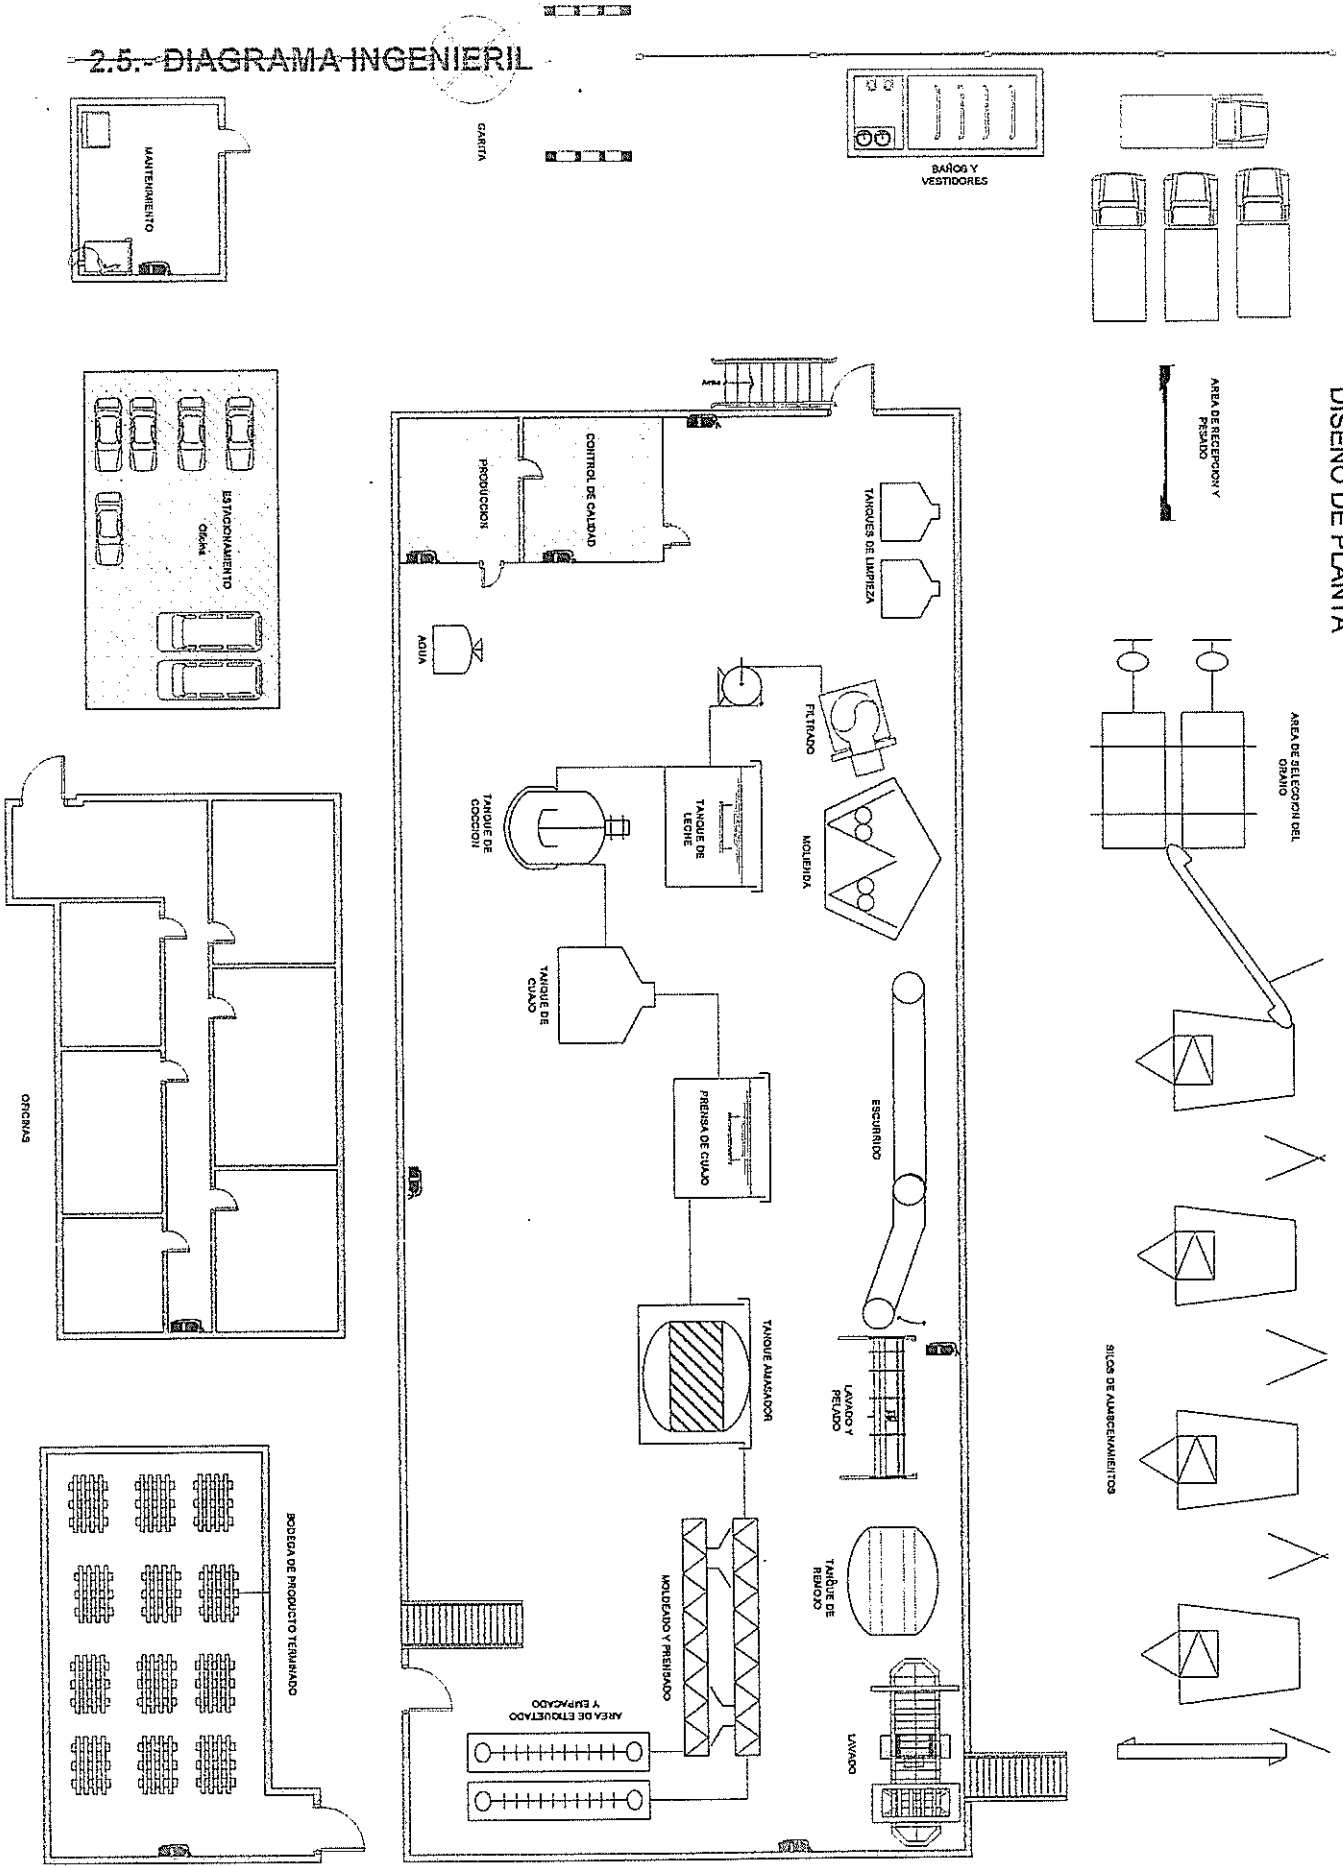 2.5.- DIAGRAMA INGENIERIL
DISEÑO DE PLANTA
GARITA
MANTENIMIENTO
BAÑOS Y
VESTIDORES
AREA DE RECEPCION Y
PESADO
AREA DE SELECCION DEL
GRANO
SILOS DE ALMACENAMIENTOS
ESTACIONAMIENTO
Oficina
PRODUCCION
CONTROL DE CALIDAD
Arriba
TANQUES DE LIMPIEZA
AGUA
FILTRADO
MOLIENDA
TANQUE DE
LECHE
TANQUE DE
COCCION
TANQUE DE
CUAJO
PRENSA DE CUAJO
ESCURRIDO
TANQUE AMASADOR
LAVADO Y
PELADO
TANQUE DE
REMOJO
LAVADO
MOLDEADO Y PRENSADO
AREA DE ETIQUETADO
Y EMPACADO
OFICINAS
BODEGA DE PRODUCTO TERMINADO